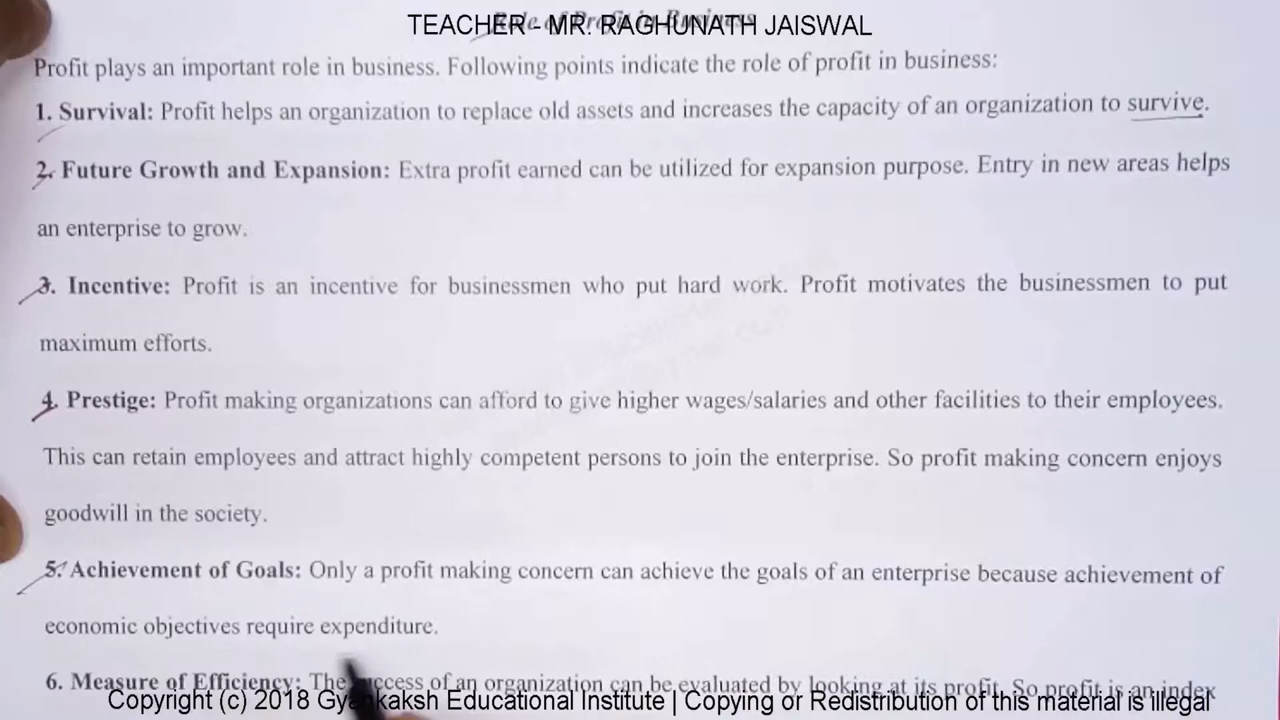 TEACHER - MR. RAGHUNATH JAISWAL
Role of Profit in Business
Profit plays an important role in business. Following points indicate the role of profit in business:
1. Survival: Profit helps an organization to replace old assets and increases the capacity of an organization to survive.
2. Future Growth and Expansion: Extra profit earned can be utilized for expansion purpose. Entry in new areas helps
an enterprise to grow.
3. Incentive: Profit is an incentive for businessmen who put hard work. Profit motivates the businessmen to put
maximum efforts.
4. Prestige: Profit making organizations can afford to give higher wages/salaries and other facilities to their employees.
This can retain employees and attract highly competent persons to join the enterprise. So profit making concern enjoys
goodwill in the society.
5. Achievement of Goals: Only a profit making concern can achieve the goals of an enterprise because achievement of
economic objectives require expenditure.
6. Measure of Efficiency: The success of an organization can be evaluated by looking at its profit. So profit is an index
Copyright (c) 2018 Gyankaksh Educational Institute | Copying or Redistribution of this material is illegal